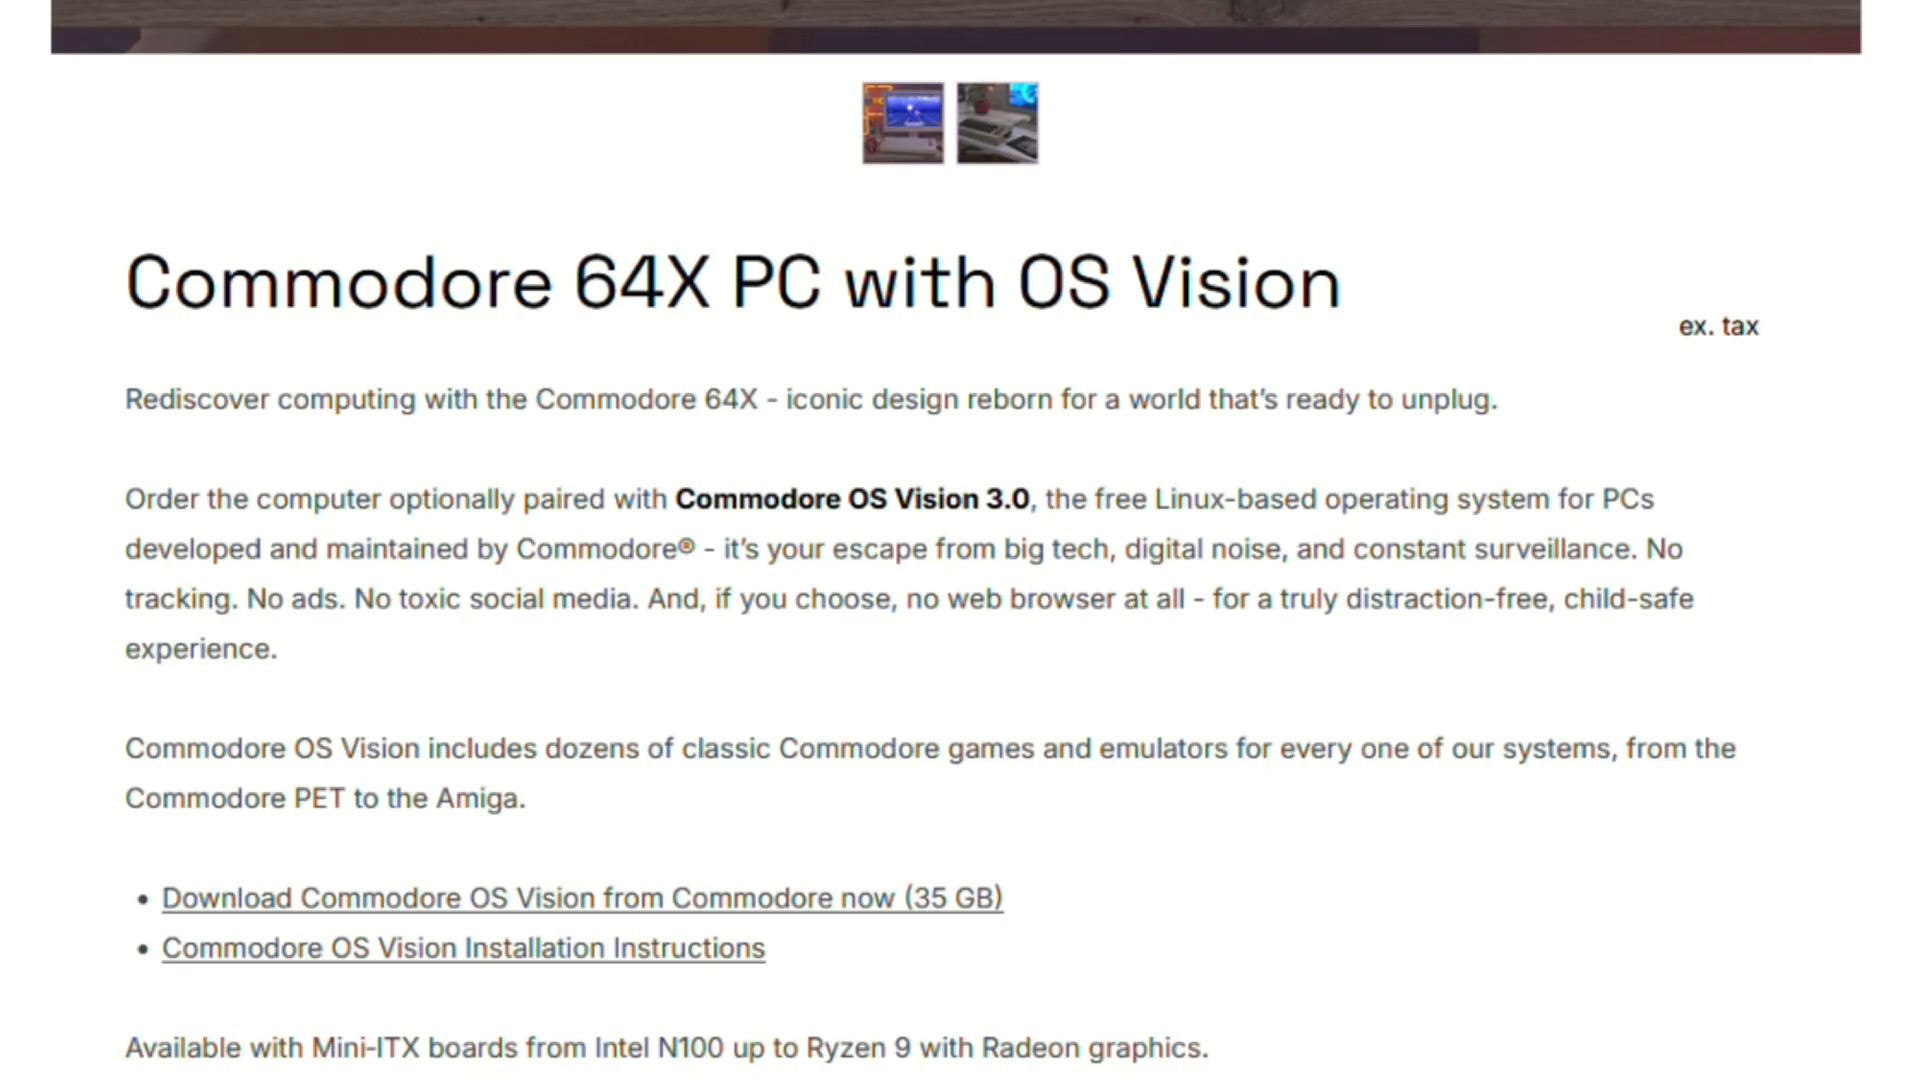 Commodore 64X PC with OS Vision
ex. tax
Rediscover computing with the Commodore 64X - iconic design reborn for a world that's ready to unplug.
Order the computer optionally paired with Commodore OS Vision 3.0, the free Linux-based operating system for PCs
developed and maintained by Commodore® - it's your escape from big tech, digital noise, and constant surveillance. No
tracking. No ads. No toxic social media. And, if you choose, no web browser at all - for a truly distraction-free, child-safe
experience.
Commodore OS Vision includes dozens of classic Commodore games and emulators for every one of our systems, from the
Commodore PET to the Amiga.
• Download Commodore OS Vision from Commodore now (35 GB)
• Commodore OS Vision Installation Instructions
Available with Mini-ITX boards from Intel N100 up to Ryzen 9 with Radeon graphics.